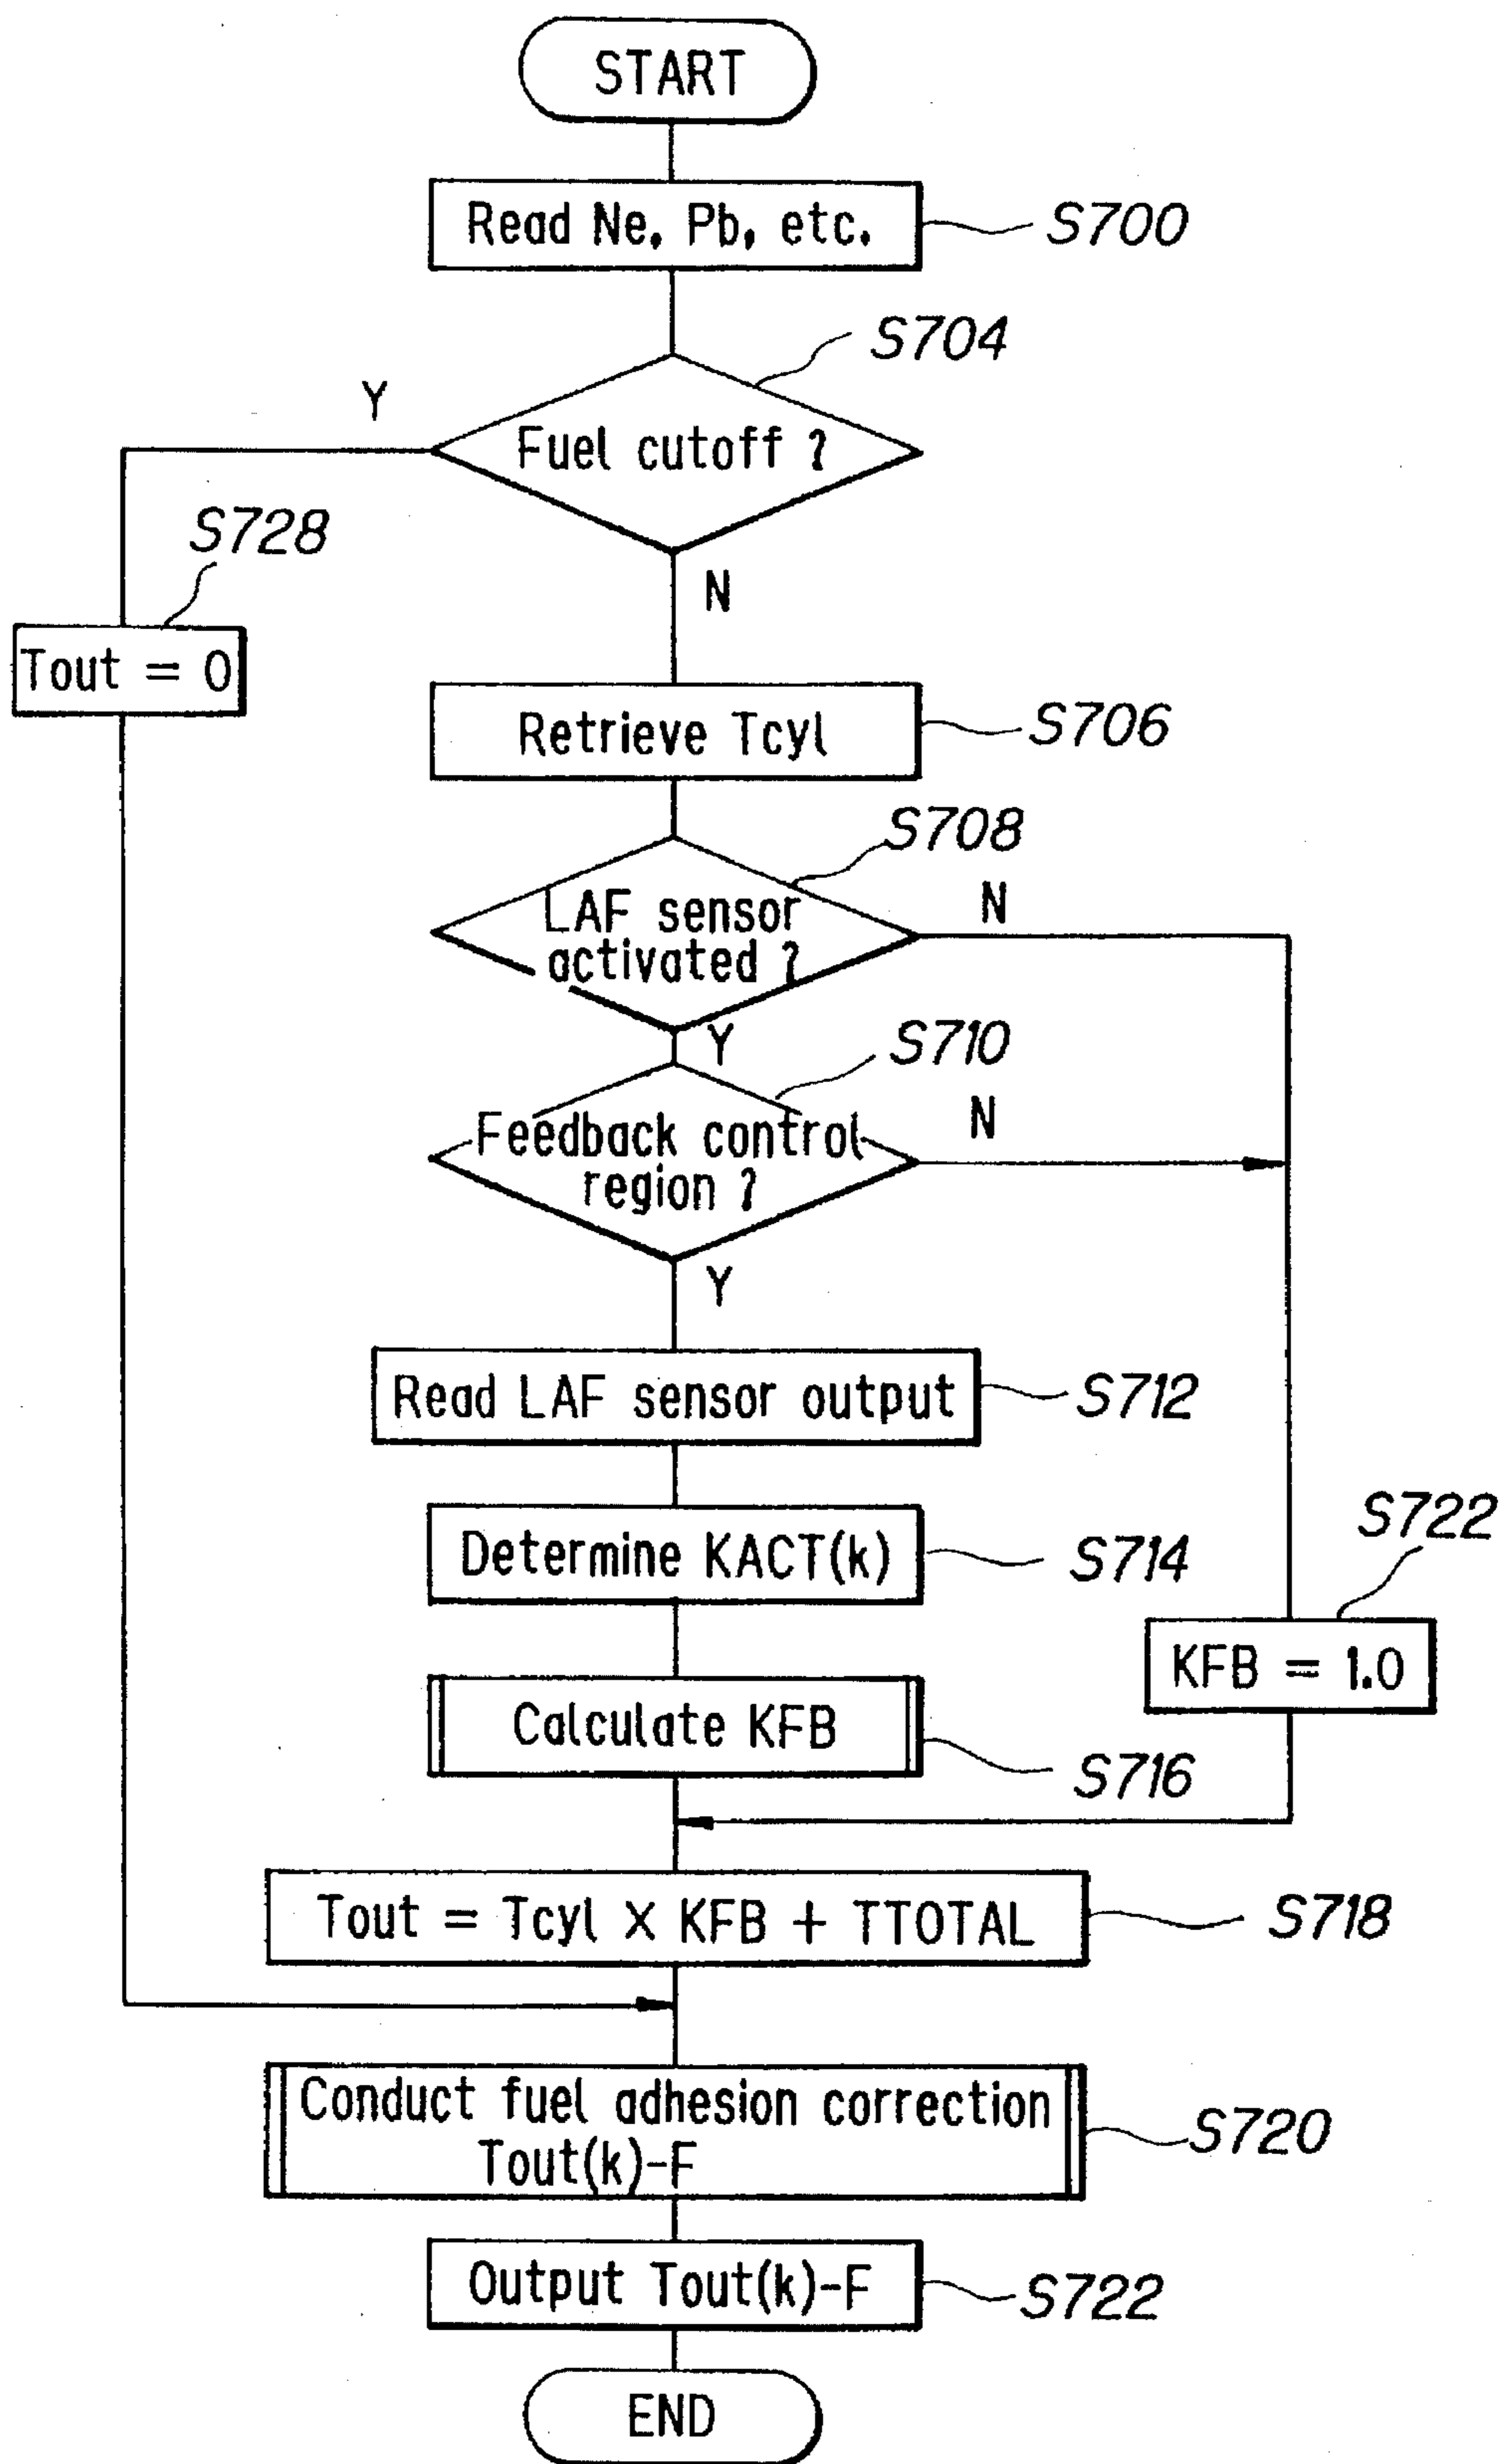 START
Read Ne, Pb, etc.
S700
S704
Y
Fuel cutoff ?
S728
N
Tout = 0
Retrieve Tcyl
S706
S708
LAF sensor
activated ?
N
Y
S710
Feedback control
region ?
N
Y
Read LAF sensor output
S712
Determine KACT(k)
S714
S722
KFB = 1.0
Calculate KFB
S716
Tout = Tcyl X KFB + TTOTAL
S718
Conduct fuel adhesion correction
Tout(k)-F
S720
Output Tout(k)-F
S722
END